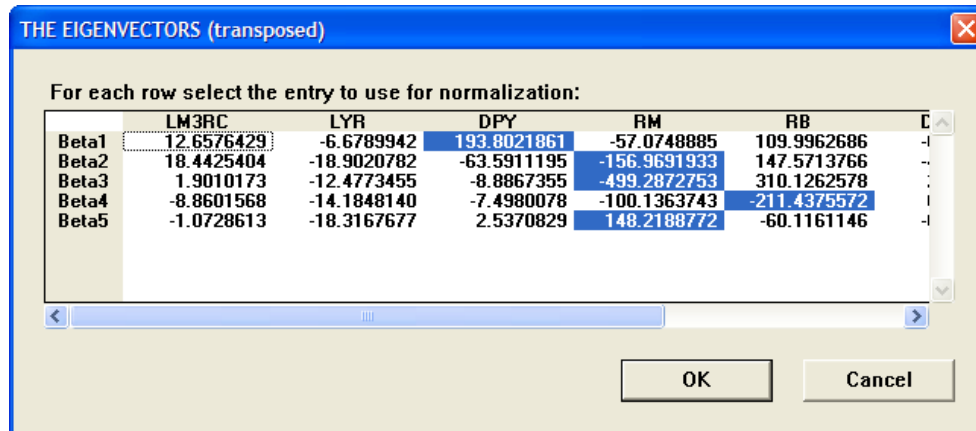 THE EIGENVECTORS (transposed)
For each row select the entry to use for normalization:
LM3RC LYR DPY RM RB
Beta1 12.6576429 -6.6789942 193.8021861 -57.0748885 109.9962686
Beta2 18.4425404 -18.9020782 -63.5911195 -156.9691933 147.5713766
Beta3 1.9010173 -12.4773455 -8.8867355 -499.2872753 310.1262578
Beta4 -8.8601568 -14.1848140 -7.4980078 -100.1363743 -211.4375572
Beta5 -1.0728613 -18.3167677 2.5370829 148.2188772 -60.1161146
OK Cancel